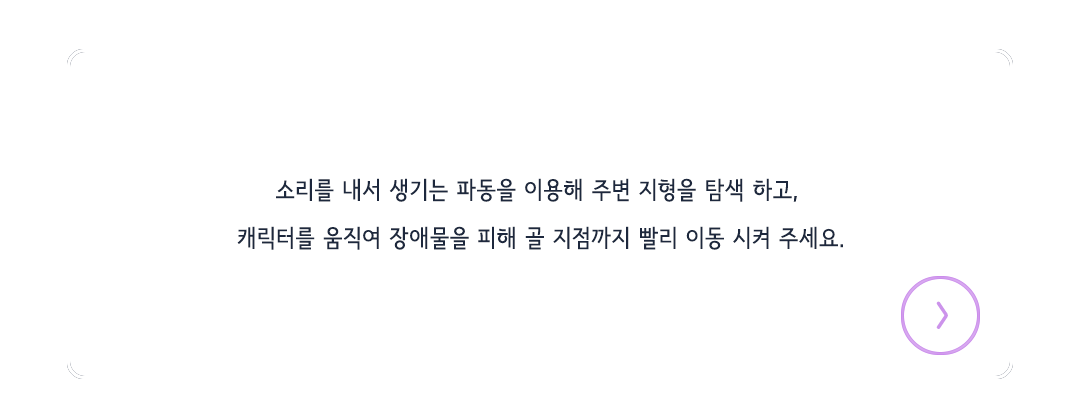 소리를 내서 생기는 파동을 이용해 주변 지형을 탐색 하고,
캐릭터를 움직여 장애물을 피해 골 지점까지 빨리 이동 시켜 주세요.